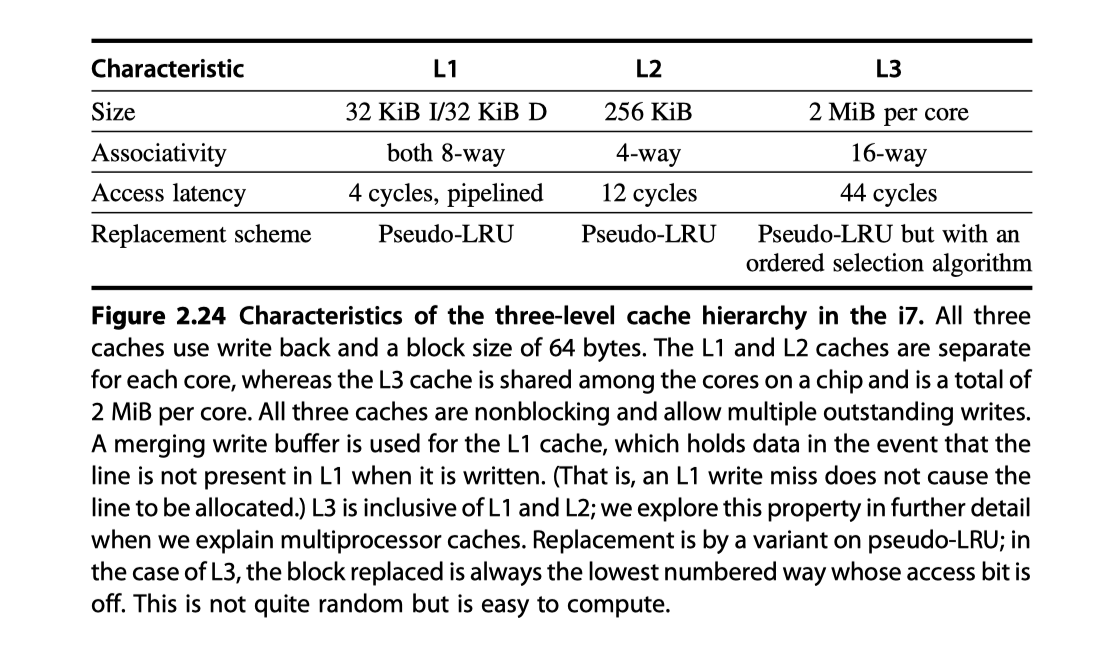 Characteristic L1 L2 L3
Size 32 KiB I/32 KiB D 256 KiB 2 MiB per core
Associativity both 8-way 4-way 16-way
Access latency 4 cycles, pipelined 12 cycles 44 cycles
Replacement scheme Pseudo-LRU Pseudo-LRU Pseudo-LRU but with an
ordered selection algorithm
Figure 2.24 Characteristics of the three-level cache hierarchy in the i7. All three
caches use write back and a block size of 64 bytes. The L1 and L2 caches are separate
for each core, whereas the L3 cache is shared among the cores on a chip and is a total of
2 MiB per core. All three caches are nonblocking and allow multiple outstanding writes.
A merging write buffer is used for the L1 cache, which holds data in the event that the
line is not present in L1 when it is written. (That is, an L1 write miss does not cause the
line to be allocated.) L3 is inclusive of L1 and L2; we explore this property in further detail
when we explain multiprocessor caches. Replacement is by a variant on pseudo-LRU; in
the case of L3, the block replaced is always the lowest numbered way whose access bit is
off. This is not quite random but is easy to compute.